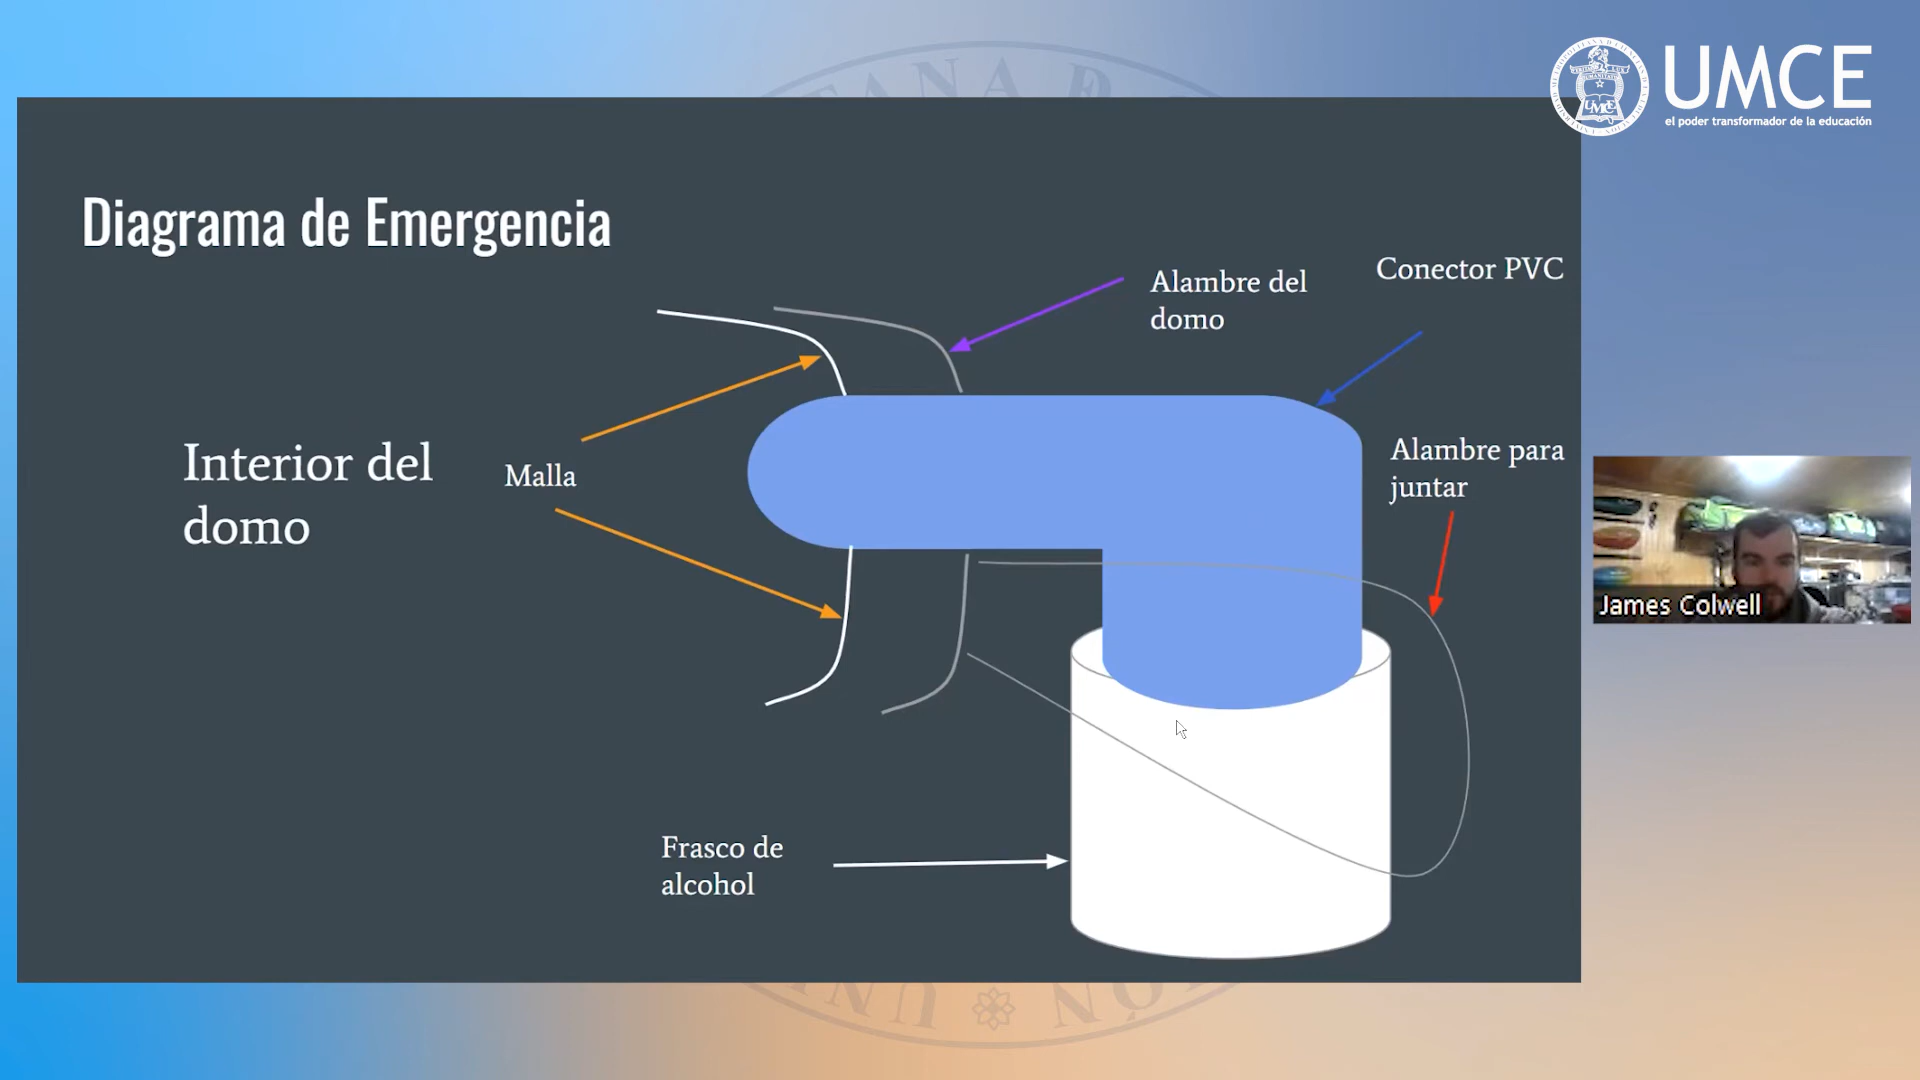 UMCE
el poder transformador de la educación
Diagrama de Emergencia
Alambre del
domo
Conector PVC
Interior del
domo
Malla
Alambre para
juntar
James Colwell
Frasco de
alcohol